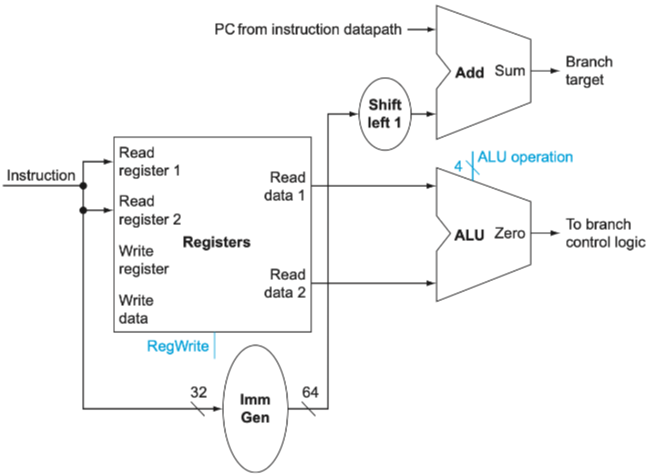 PC from instruction datapath
Add Sum
Branch
target
Shift
left 1
Instruction
Read
register 1
Read
register 2
Write
register
Write
data
Registers
Read
data 1
Read
data 2
RegWrite
4
ALU operation
ALU Zero
To branch
control logic
32
Imm
Gen
64